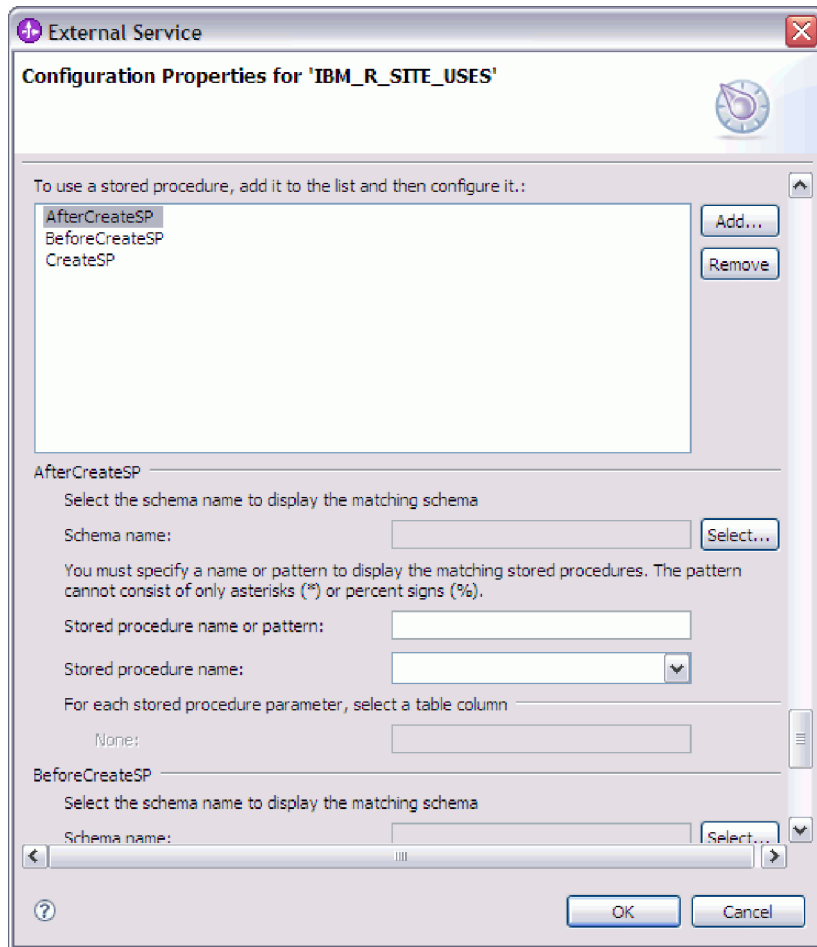 External Service
Configuration Properties for 'IBM_R_SITE_USES'
To use a stored procedure, add it to the list and then configure it.:
AfterCreateSP
BeforeCreateSP
CreateSP
Add...
Remove
AfterCreateSP
Select the schema name to display the matching schema
Schema name:
Select...
You must specify a name or pattern to display the matching stored procedures. The pattern
cannot consist of only asterisks (*) or percent signs (%).
Stored procedure name or pattern:
Stored procedure name:
For each stored procedure parameter, select a table column
None:
BeforeCreateSP
Select the schema name to display the matching schema
Schema name:
Select...
OK
Cancel